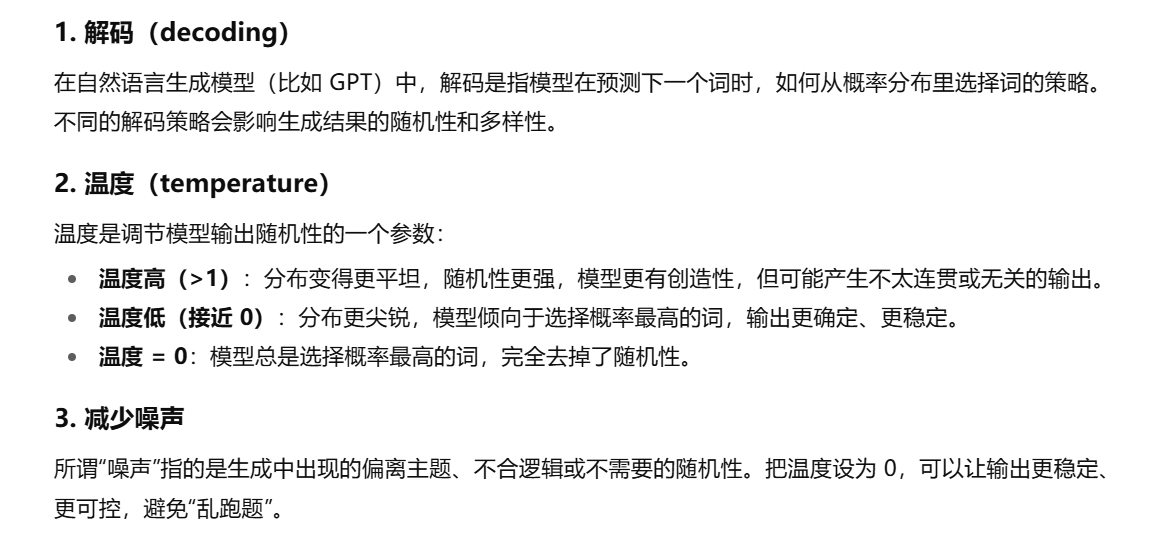 1. 解码（decoding）
在自然语言生成模型（比如 GPT）中，解码是指模型在预测下一个词时，如何从概率分布里选择词的策略。
不同的解码策略会影响生成结果的随机性和多样性。
2. 温度（temperature）
温度是调节模型输出随机性的一个参数：
• 温度高（>1）：分布变得更平坦，随机性更强，模型更有创造性，但可能产生不太连贯或无关的输出。
• 温度低（接近 0）：分布更尖锐，模型倾向于选择概率最高的词，输出更确定、更稳定。
• 温度 = 0：模型总是选择概率最高的词，完全去掉了随机性。
3. 减少噪声
所谓“噪声”指的是生成中出现的偏离主题、不合逻辑或不需要的随机性。把温度设为 0，可以让输出更稳定、
更可控，避免“乱跑题”。